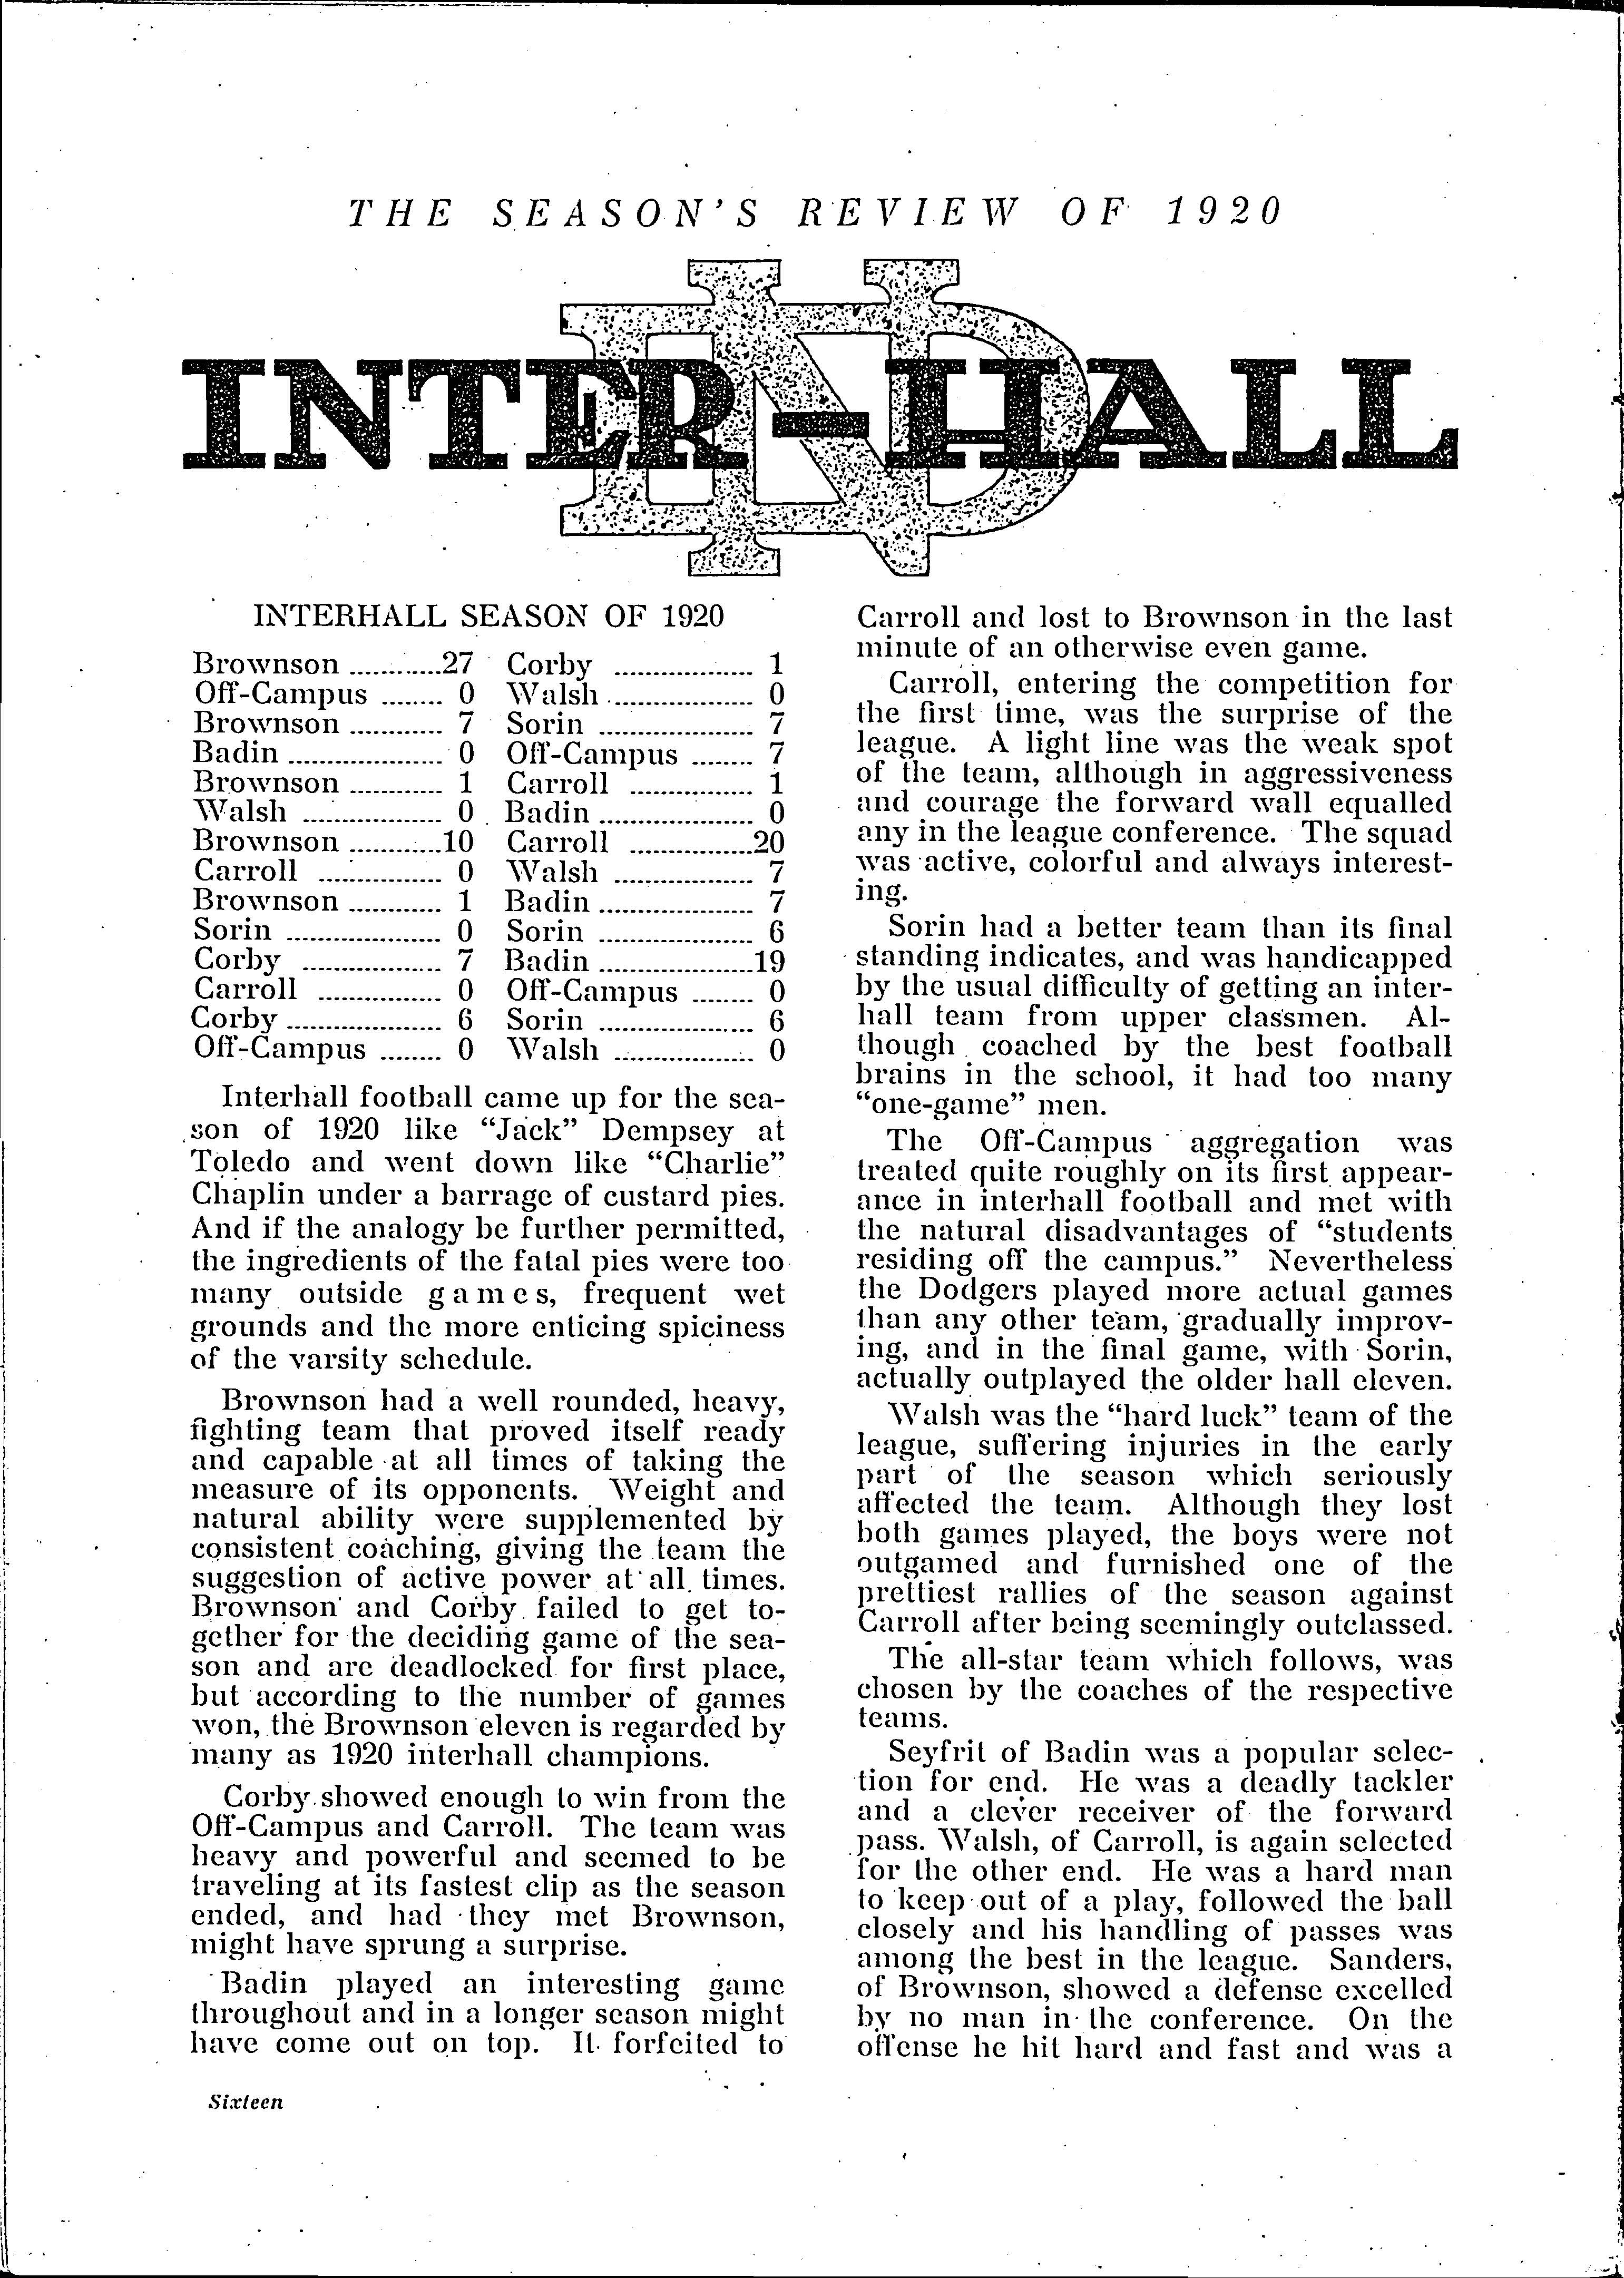 THE SEASON'S REVIEW OF 1920
INTER-HALL
INTERHALL SEASON OF 1920
Brownson ............27 Corby .................. 1
Off-Campus ........ 0 Walsh ................... 0
Brownson ............ 7 Sorin .................... 7
Badin .................... 0 Off-Campus ........ 7
Brownson ............ 1 Carroll ................ 1
Walsh .................. 0 Badin .................... 0
Brownson ............10 Carroll ................20
Carroll ................ 0 Walsh .................. 7
Brownson ............ 1 Badin .................... 7
Sorin .................... 0 Sorin .................... 6
Corby .................. 7 Badin ....................19
Carroll ................ 0 Off-Campus ........ 0
Corby .................... 6 Sorin .................... 6
Off-Campus ........ 0 Walsh .................. 0
Interhall football came up for the sea-
son of 1920 like “Jack” Dempsey at
Toledo and went down like “Charlie”
Chaplin under a barrage of custard pies.
And if the analogy be further permitted,
the ingredients of the fatal pies were too
many outside games, frequent wet
grounds and the more enticing spiciness
of the varsity schedule.
Brownson had a well rounded, heavy,
fighting team that proved itself ready
and capable at all times of taking the
measure of its opponents. Weight and
natural ability were supplemented by
consistent coaching, giving the team the
suggestion of active power at all times.
Brownson and Corby failed to get to-
gether for the deciding game of the sea-
son and are deadlocked for first place,
but according to the number of games
won, the Brownson eleven is regarded by
many as 1920 interhall champions.
Corby showed enough to win from the
Off-Campus and Carroll. The team was
heavy and powerful and seemed to be
traveling at its fastest clip as the season
ended, and had they met Brownson,
might have sprung a surprise.
Badin played an interesting game
throughout and in a longer season might
have come out on top. It forfeited to
Carroll and lost to Brownson in the last
minute of an otherwise even game.
Carroll, entering the competition for
the first time, was the surprise of the
league. A light line was the weak spot
of the team, although in aggressiveness
and courage the forward wall equalled
any in the league conference. The squad
was active, colorful and always interest-
ing.
Sorin had a better team than its final
standing indicates, and was handicapped
by the usual difficulty of getting an inter-
hall team from upper classmen. Al-
though coached by the best football
brains in the school, it had too many
“one-game” men.
The Off-Campus aggregation was
treated quite roughly on its first appear-
ance in interhall football and met with
the natural disadvantages of “students
residing off the campus.” Nevertheless
the Dodgers played more actual games
than any other team, gradually improv-
ing, and in the final game, with Sorin,
actually outplayed the older hall eleven.
Walsh was the “hard luck” team of the
league, suffering injuries in the early
part of the season which seriously
affected the team. Although they lost
both games played, the boys were not
outgamed and furnished one of the
prettiest rallies of the season against
Carroll after being seemingly outclassed.
The all-star team which follows, was
chosen by the coaches of the respective
teams.
Seyfrit of Badin was a popular selec-
tion for end. He was a deadly tackler
and a clever receiver of the forward
pass. Walsh, of Carroll, is again selected
for the other end. He was a hard man
to keep out of a play, followed the ball
closely and his handling of passes was
among the best in the league. Sanders,
of Brownson, showed a defense excelled
by no man in the conference. On the
offense he hit hard and fast and was a
Sixteen